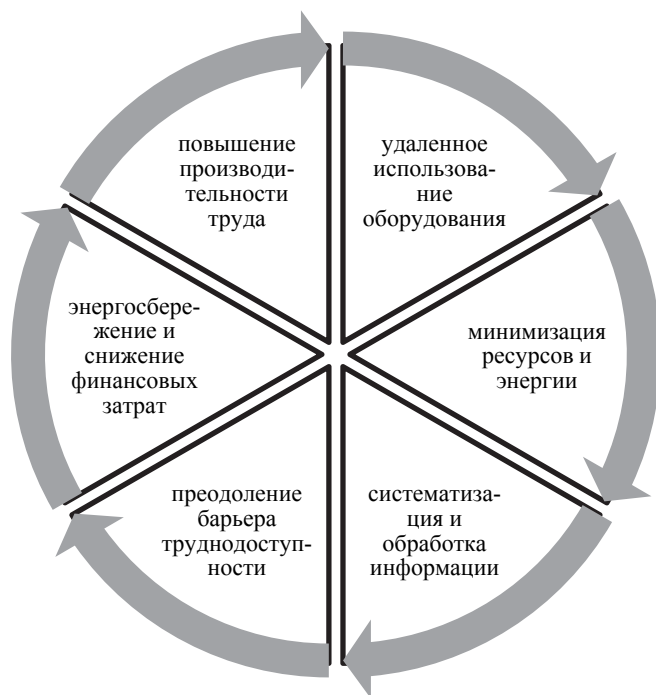 повышение
производи-
тельности
труда
удаленное
использова-
ние
оборудования
минимизация
ресурсов и
энергии
систематиза-
ция и
обработка
информации
преодоление
барьера
труднодоступ-
ности
энергосбере-
жение и
снижение
финансовых
затрат